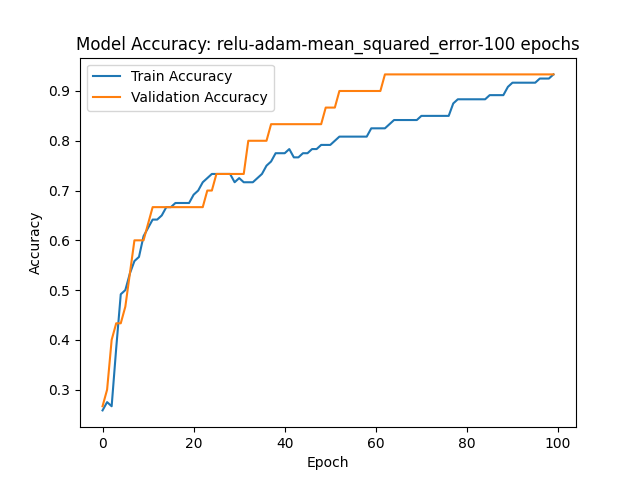 Model Accuracy: relu-adam-mean_squared_error-100 epochs
Train Accuracy
Validation Accuracy
Accuracy
0.9
0.8
0.7
0.6
0.5
0.4
0.3
0 20 40 60 80 100
Epoch